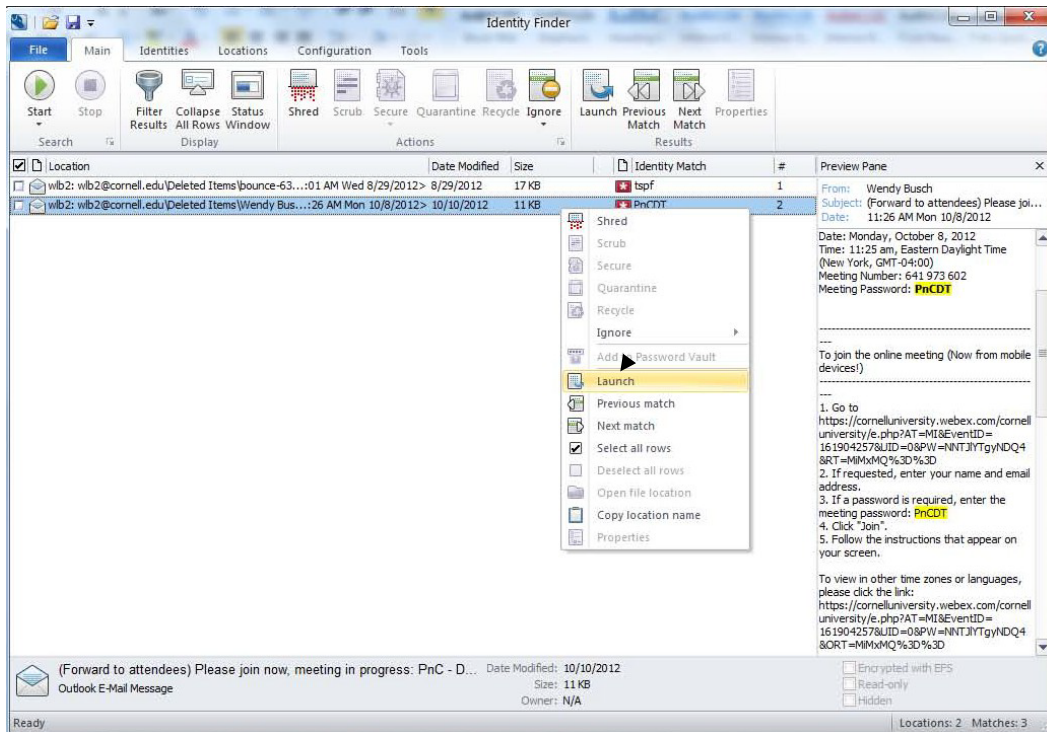 Identity Finder
File Main Identities Locations Configuration Tools
Start Stop Filter Results Collapse All Rows Status Window Shred Scrub Secure Quarantine Recycle Ignore Launch Previous Match Next Match Properties
Search Display Actions Results
Location Date Modified Size Identity Match # Preview Pane
wlb2: wlb2@cornell.edu\Deleted Items\bounce-63...:01 AM Wed 8/29/2012> 8/29/2012 17 KB tspf 1
wlb2: wlb2@cornell.edu\Deleted Items\Wendy Bus...:26 AM Mon 10/8/2012> 10/10/2012 11 KB PnCDT 2
Shred
Scrub
Secure
Quarantine
Recycle
Ignore
Add to Password Vault
Launch
Previous match
Next match
Select all rows
Deselect all rows
Open file location
Copy location name
Properties
From: Wendy Busch
Subject: (Forward to attendees) Please joi...
Date: 11:26 AM Mon 10/8/2012
Date: Monday, October 8, 2012
Time: 11:25 am, Eastern Daylight Time
(New York, GMT-04:00)
Meeting Number: 641 973 602
Meeting Password: PnCDT
-------------------------------------------------------
---
To join the online meeting (Now from mobile
devices!)
-------------------------------------------------------
---
1. Go to
https://cornelluniversity.webex.com/cornell
university/e.php?AT=MI&EventID=
161904257&UID=0&PW=NNTJlYTgyNDQ4
&RT=MiMxMQ%3D%3D
2. If requested, enter your name and email
address.
3. If a password is required, enter the
meeting password: PnCDT
4. Click "Join".
5. Follow the instructions that appear on
your screen.
To view in other time zones or languages,
please click the link:
https://cornelluniversity.webex.com/cornell
university/e.php?AT=MI&EventID=
161904257&UID=0&PW=NNTJlYTgyNDQ4
&ORT=MiMxMQ%3D%3D
(Forward to attendees) Please join now, meeting in progress: PnC - D... Date Modified: 10/10/2012 Encrypted with EFS
Outlook E-Mail Message Size: 11 KB Read-only
Owner: N/A Hidden
Ready Locations: 2 Matches: 3